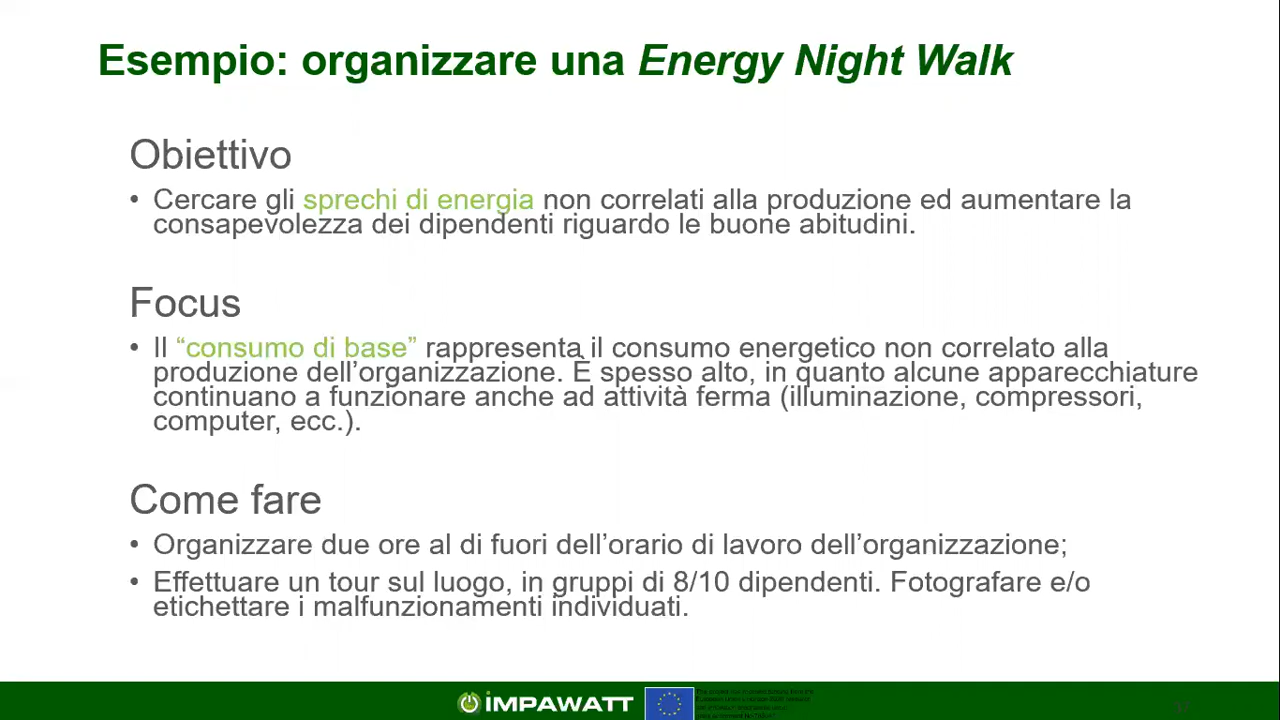 Esempio: organizzare una Energy Night Walk
Obiettivo
• Cercare gli sprechi di energia non correlati alla produzione ed aumentare la
consapevolezza dei dipendenti riguardo le buone abitudini.
Focus
• Il “consumo di base” rappresenta il consumo energetico non correlato alla
produzione dell’organizzazione. È spesso alto, in quanto alcune apparecchiature
continuano a funzionare anche ad attività ferma (illuminazione, compressori,
computer, ecc.).
Come fare
• Organizzare due ore al di fuori dell’orario di lavoro dell’organizzazione;
• Effettuare un tour sul luogo, in gruppi di 8/10 dipendenti. Fotografare e/o
etichettare i malfunzionamenti individuati.
IMPAWATT